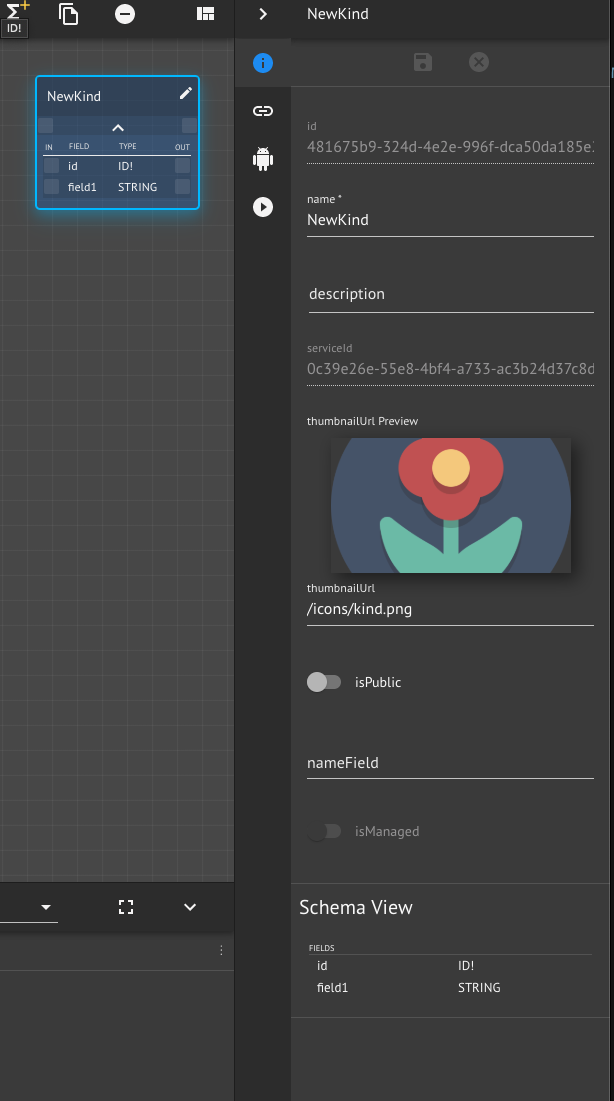 Σ+
ID!
NewKind
IN FIELD TYPE OUT
id ID!
field1 STRING
NewKind
id
481675b9-324d-4e2e-996f-dca50da185e
name *
NewKind
description
serviceId
0c39e26e-55e8-4bf4-a733-ac3b24d37c8d
thumbnailUrl Preview
thumbnailUrl
/icons/kind.png
isPublic
nameField
isManaged
Schema View
FIELDS
id ID!
field1 STRING